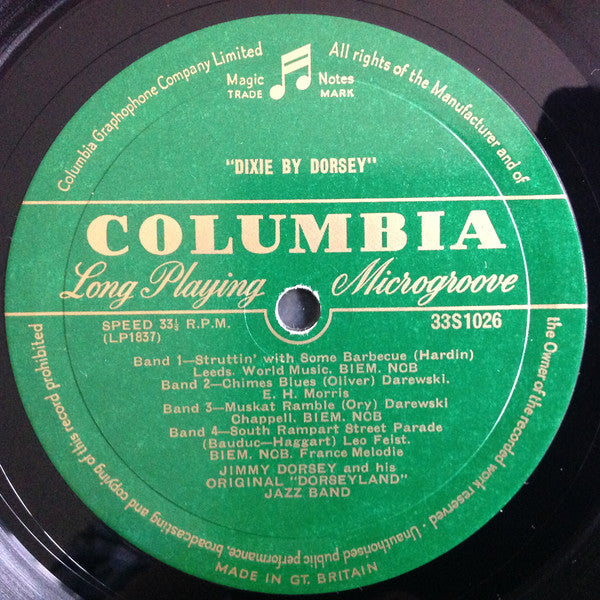 Columbia Graphophone Company Limited
All rights of the Manufacturer and of
the Owner of the recorded work reserved · Unauthorised public performance, broadcasting and copying of this record prohibited
Magic Notes
TRADE MARK
"DIXIE BY DORSEY"
COLUMBIA
Long Playing Microgroove
SPEED 33⅓ R.P.M. 33S1026
(LP1837)
Band 1—Struttin' with Some Barbecue (Hardin)
Leeds. World Music. BIEM. NCB
Band 2—Chimes Blues (Oliver) Darewski.
E. H. Morris
Band 3—Muskat Ramble (Ory) Darewski
Chappell. BIEM. NCB
Band 4—South Rampart Street Parade
(Bauduc-Haggart) Leo Feist.
BIEM. NCB. France Melodie
JIMMY DORSEY and his
ORIGINAL "DORSEYLAND"
JAZZ BAND
MADE IN GT. BRITAIN